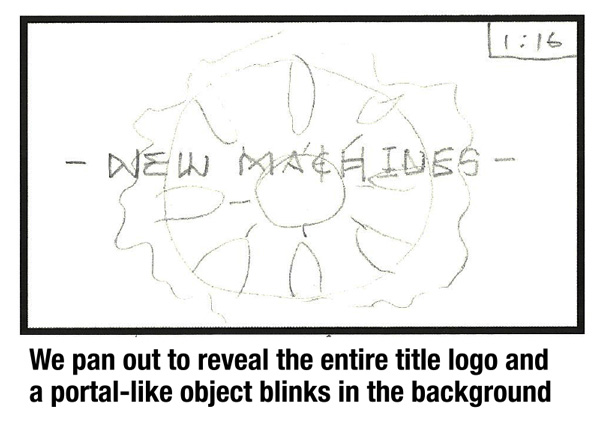 1:16
- NEW MACHINES -
We pan out to reveal the entire title logo and
a portal-like object blinks in the background